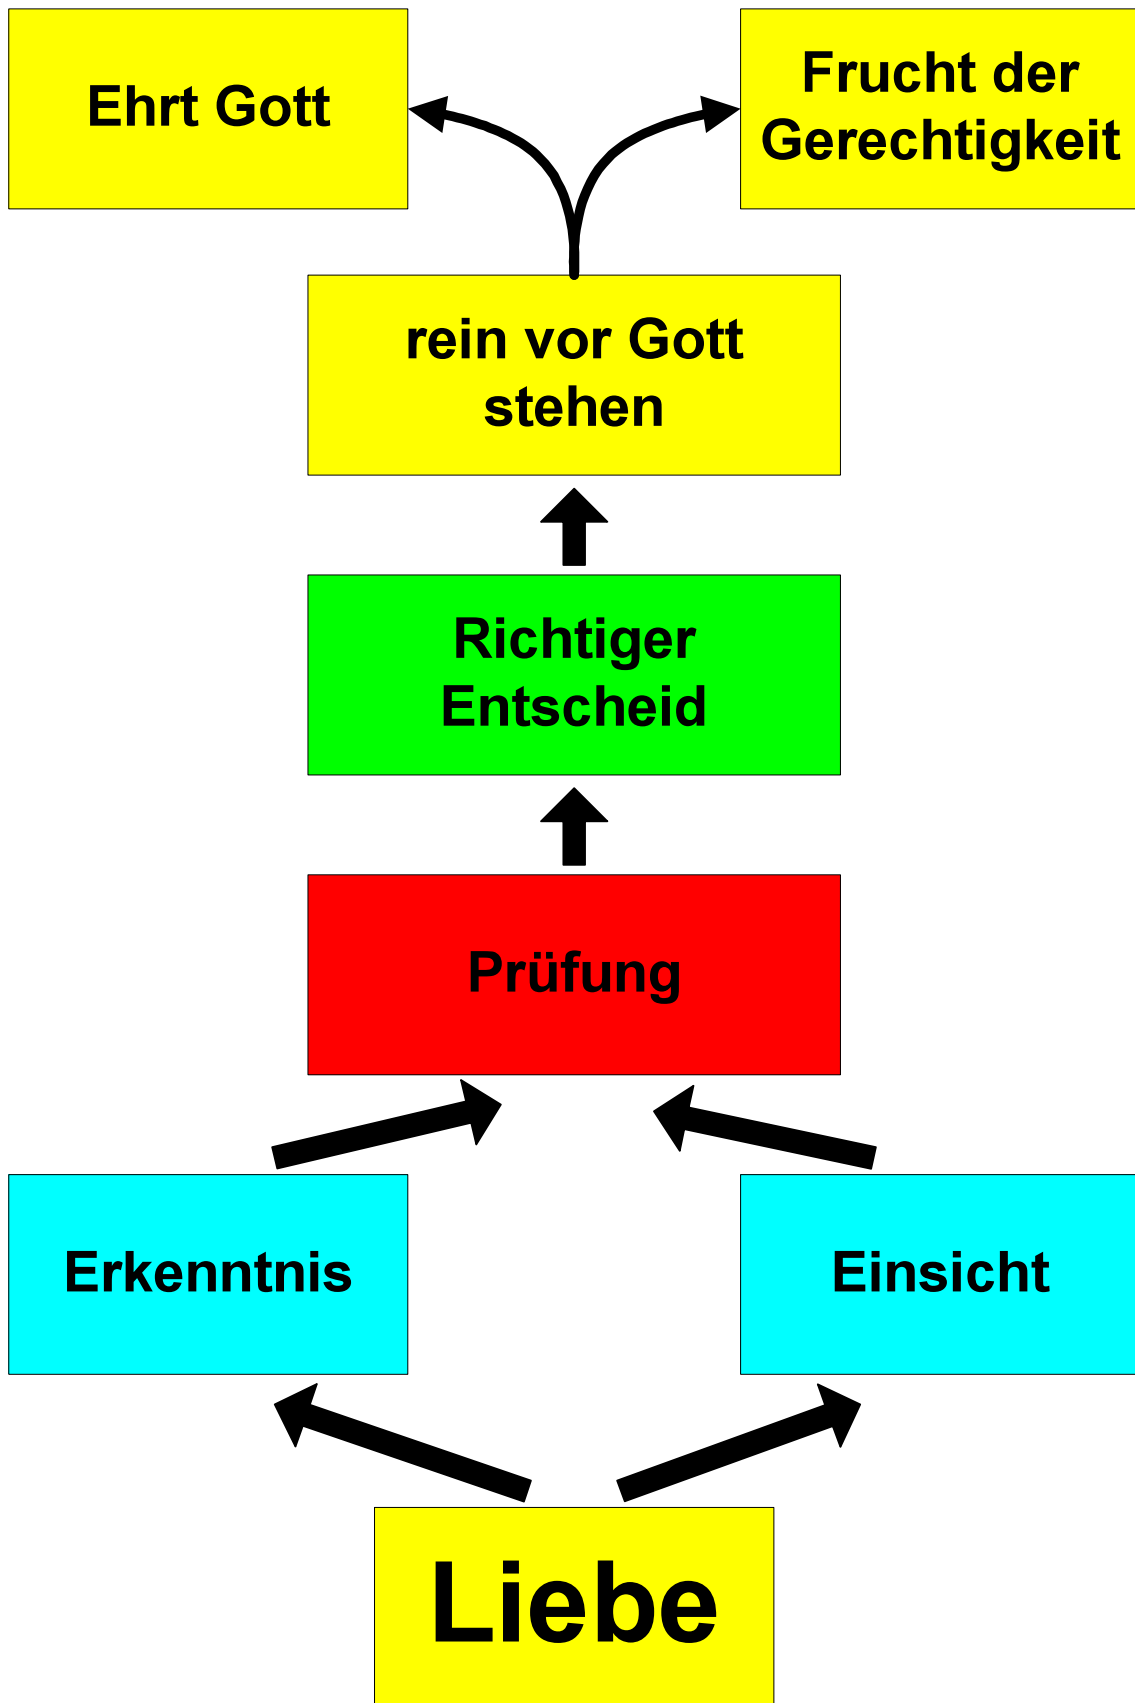 Ehrt Gott
Frucht der
Gerechtigkeit
rein vor Gott
stehen
Richtiger
Entscheid
Prüfung
Erkenntnis
Einsicht
Liebe